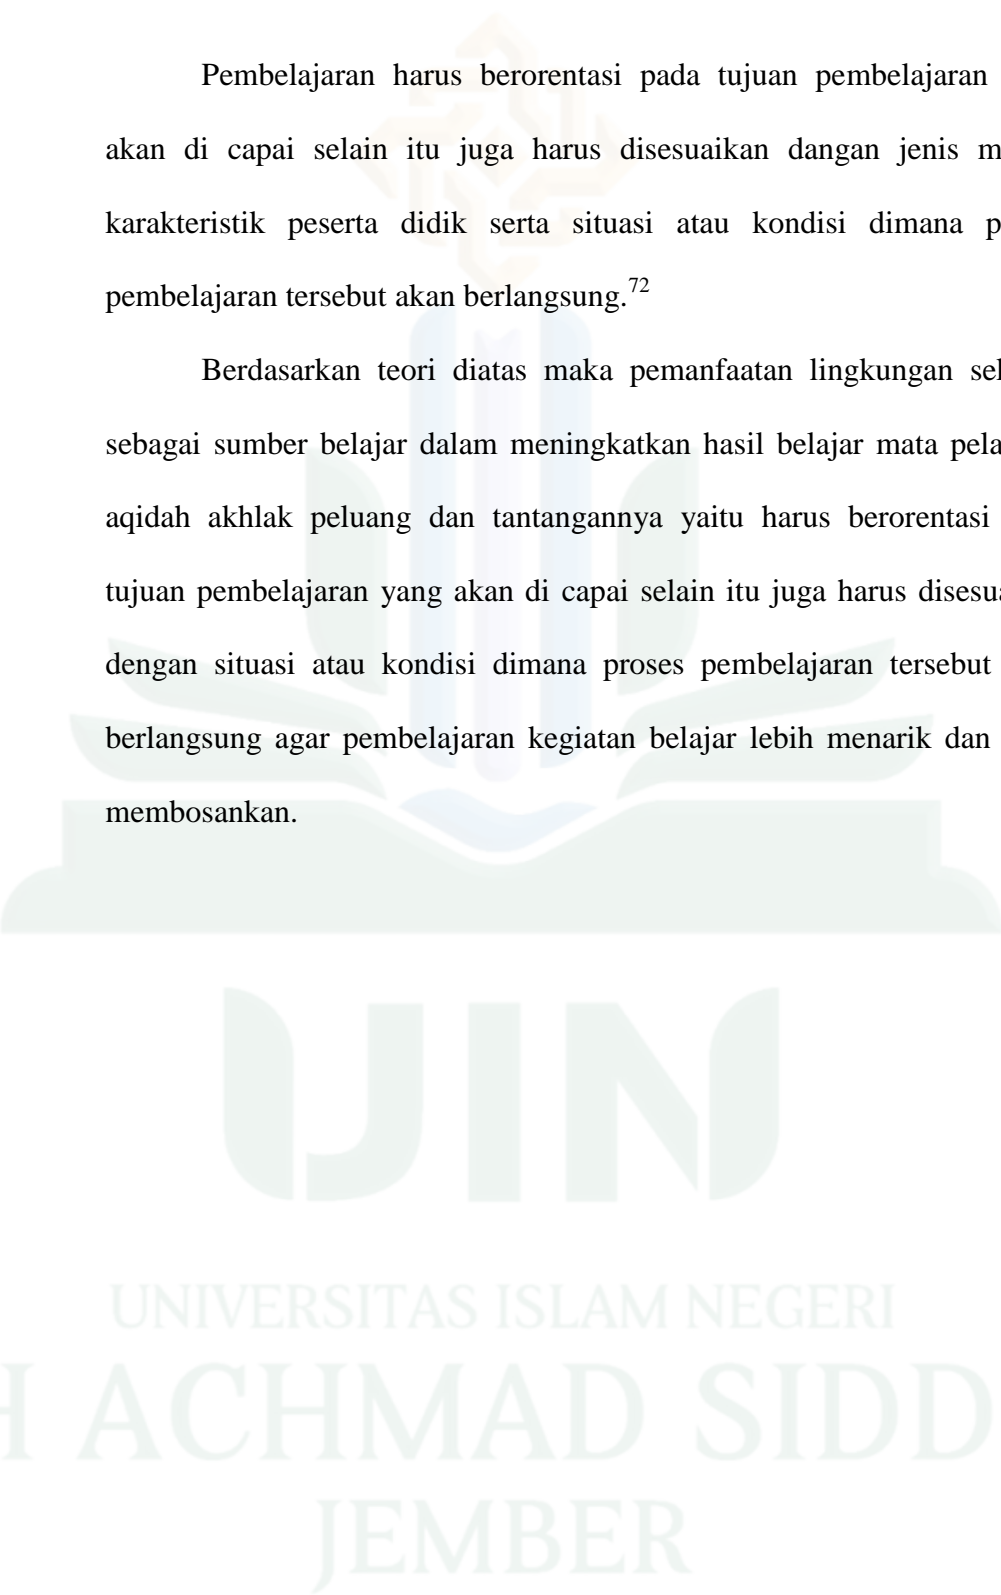 Pembelajaran harus berorentasi pada tujuan pembelajaran
akan di capai selain itu juga harus disesuaikan dangan jenis m
karakteristik peserta didik serta situasi atau kondisi dimana p
pembelajaran tersebut akan berlangsung.72
Berdasarkan teori diatas maka pemanfaatan lingkungan sel
sebagai sumber belajar dalam meningkatkan hasil belajar mata pela
aqidah akhlak peluang dan tantangannya yaitu harus berorentasi
tujuan pembelajaran yang akan di capai selain itu juga harus disesua
dengan situasi atau kondisi dimana proses pembelajaran tersebut
berlangsung agar pembelajaran kegiatan belajar lebih menarik dan
membosankan.
UIN
UNIVERSITAS ISLAM NEGERI
H ACHMAD SIDD
JEMBER